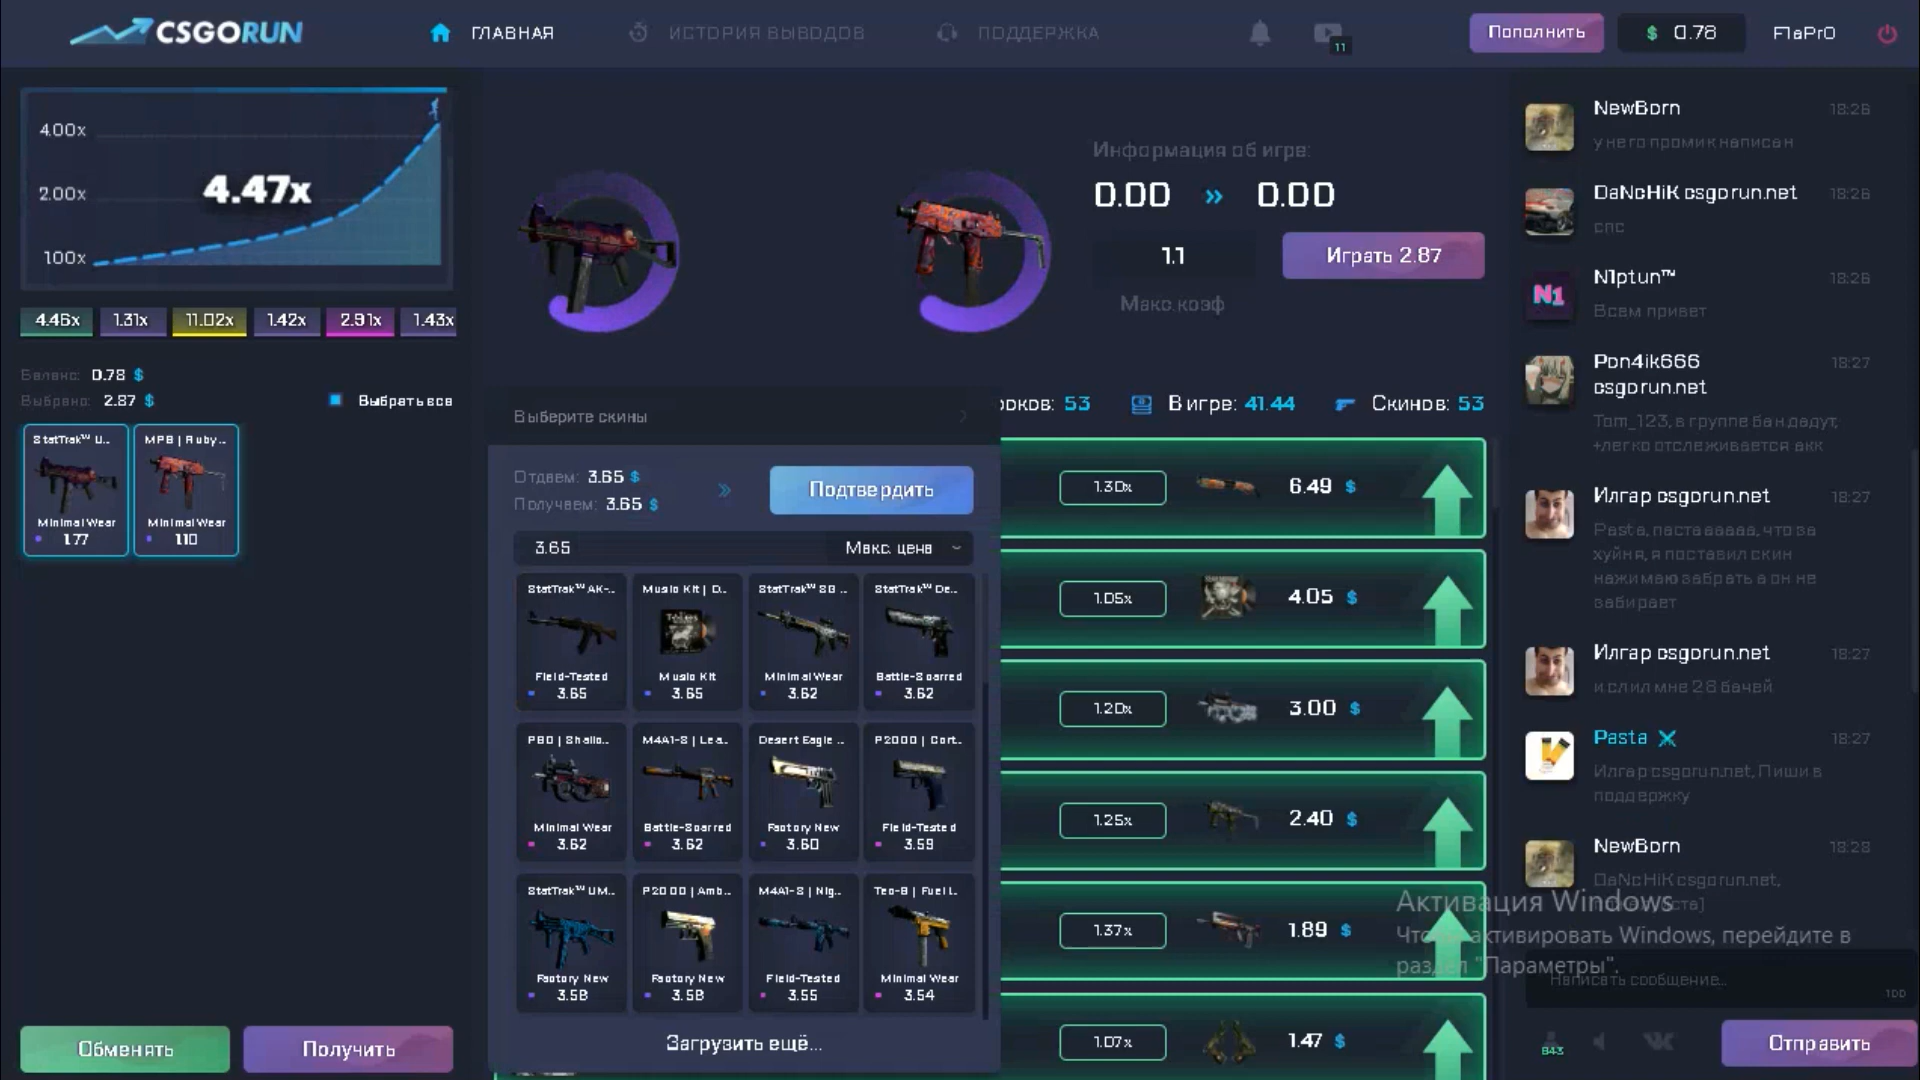 CSGORUN
ГЛАВНАЯ
ИСТОРИЯ ВЫВОДОВ
ПОДДЕРЖКА
11
Пополнить
$ 0.78
FlaPrO
4.00x
2.00x
1.00x
4.47x
4.46x 1.31x 11.02x 1.42x 2.91x 1.43x
Баланс: 0.78 $
Выбрано: 2.87 $
Выбрать все
StatTrak™ U...
Minimal Wear
1.77
MP9 | Ruby...
Minimal Wear
1.10
Обменять
Получить
Информация об игре:
0.00 » 0.00
1.1
Играть 2.87
Макс. коэф
Выберите скины
53
В игре: 41.44
Скинов: 53
Отдаем: 3.65 $
Получаем: 3.65 $
Подтвердить
3.65
Макс. цена
StatTrak™ AK-...
Field-Tested
3.65
Music Kit | D...
Music Kit
3.65
StatTrak™ SG ...
Minimal Wear
3.62
StatTrak™ De...
Battle-Scarred
3.62
P90 | Shallo...
Minimal Wear
3.62
M4A1-S | Lea...
Battle-Scarred
3.62
Desert Eagle ...
Factory New
3.60
P2000 | Cort...
Field-Tested
3.59
StatTrak™ UM...
Factory New
3.58
P2000 | Amb...
Factory New
3.58
M4A1-S | Nig...
Field-Tested
3.55
Tec-9 | Fuel I...
Minimal Wear
3.54
Загрузить ещё...
1.30x 6.49 $
1.05x 4.05 $
1.20x 3.00 $
1.25x 2.40 $
1.37x 1.89 $
1.07x 1.47 $
NewBorn 18:26
у него промик написан
DaNcHiK csgorun.net 18:26
спс
N1
N1ptun™ 18:26
Всем привет
Pon4ik666 18:27
csgorun.net
Tom_123, в группе бан дадут,
+легко отслеживается акк
Илгар csgorun.net 18:27
Pasta, пастаааааа, что за
хуйня, я поставил скин
нажимаю забрать а он не
забирает
Илгар csgorun.net 18:27
и слил мне 28 бачей
Pasta 18:27
Илгар csgorun.net, Пиши в
поддержку
NewBorn 18:28
DaNcHiK csgorun.net,
Активация Windows
активировать Windows, перейдите в
раздел "Параметры".
Написать сообщение...
100
843
Отправить